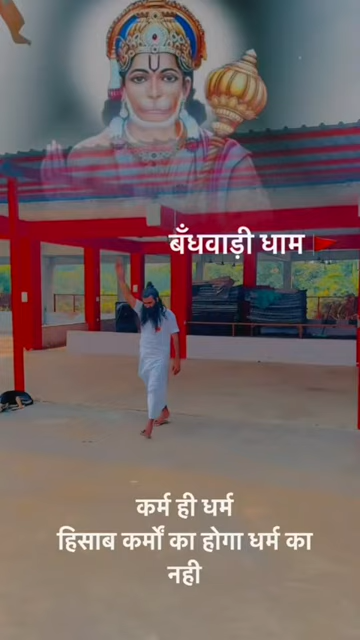 बँधवाड़ी धाम
कर्म ही धर्म
हिसाब कर्मों का होगा धर्म का
नही